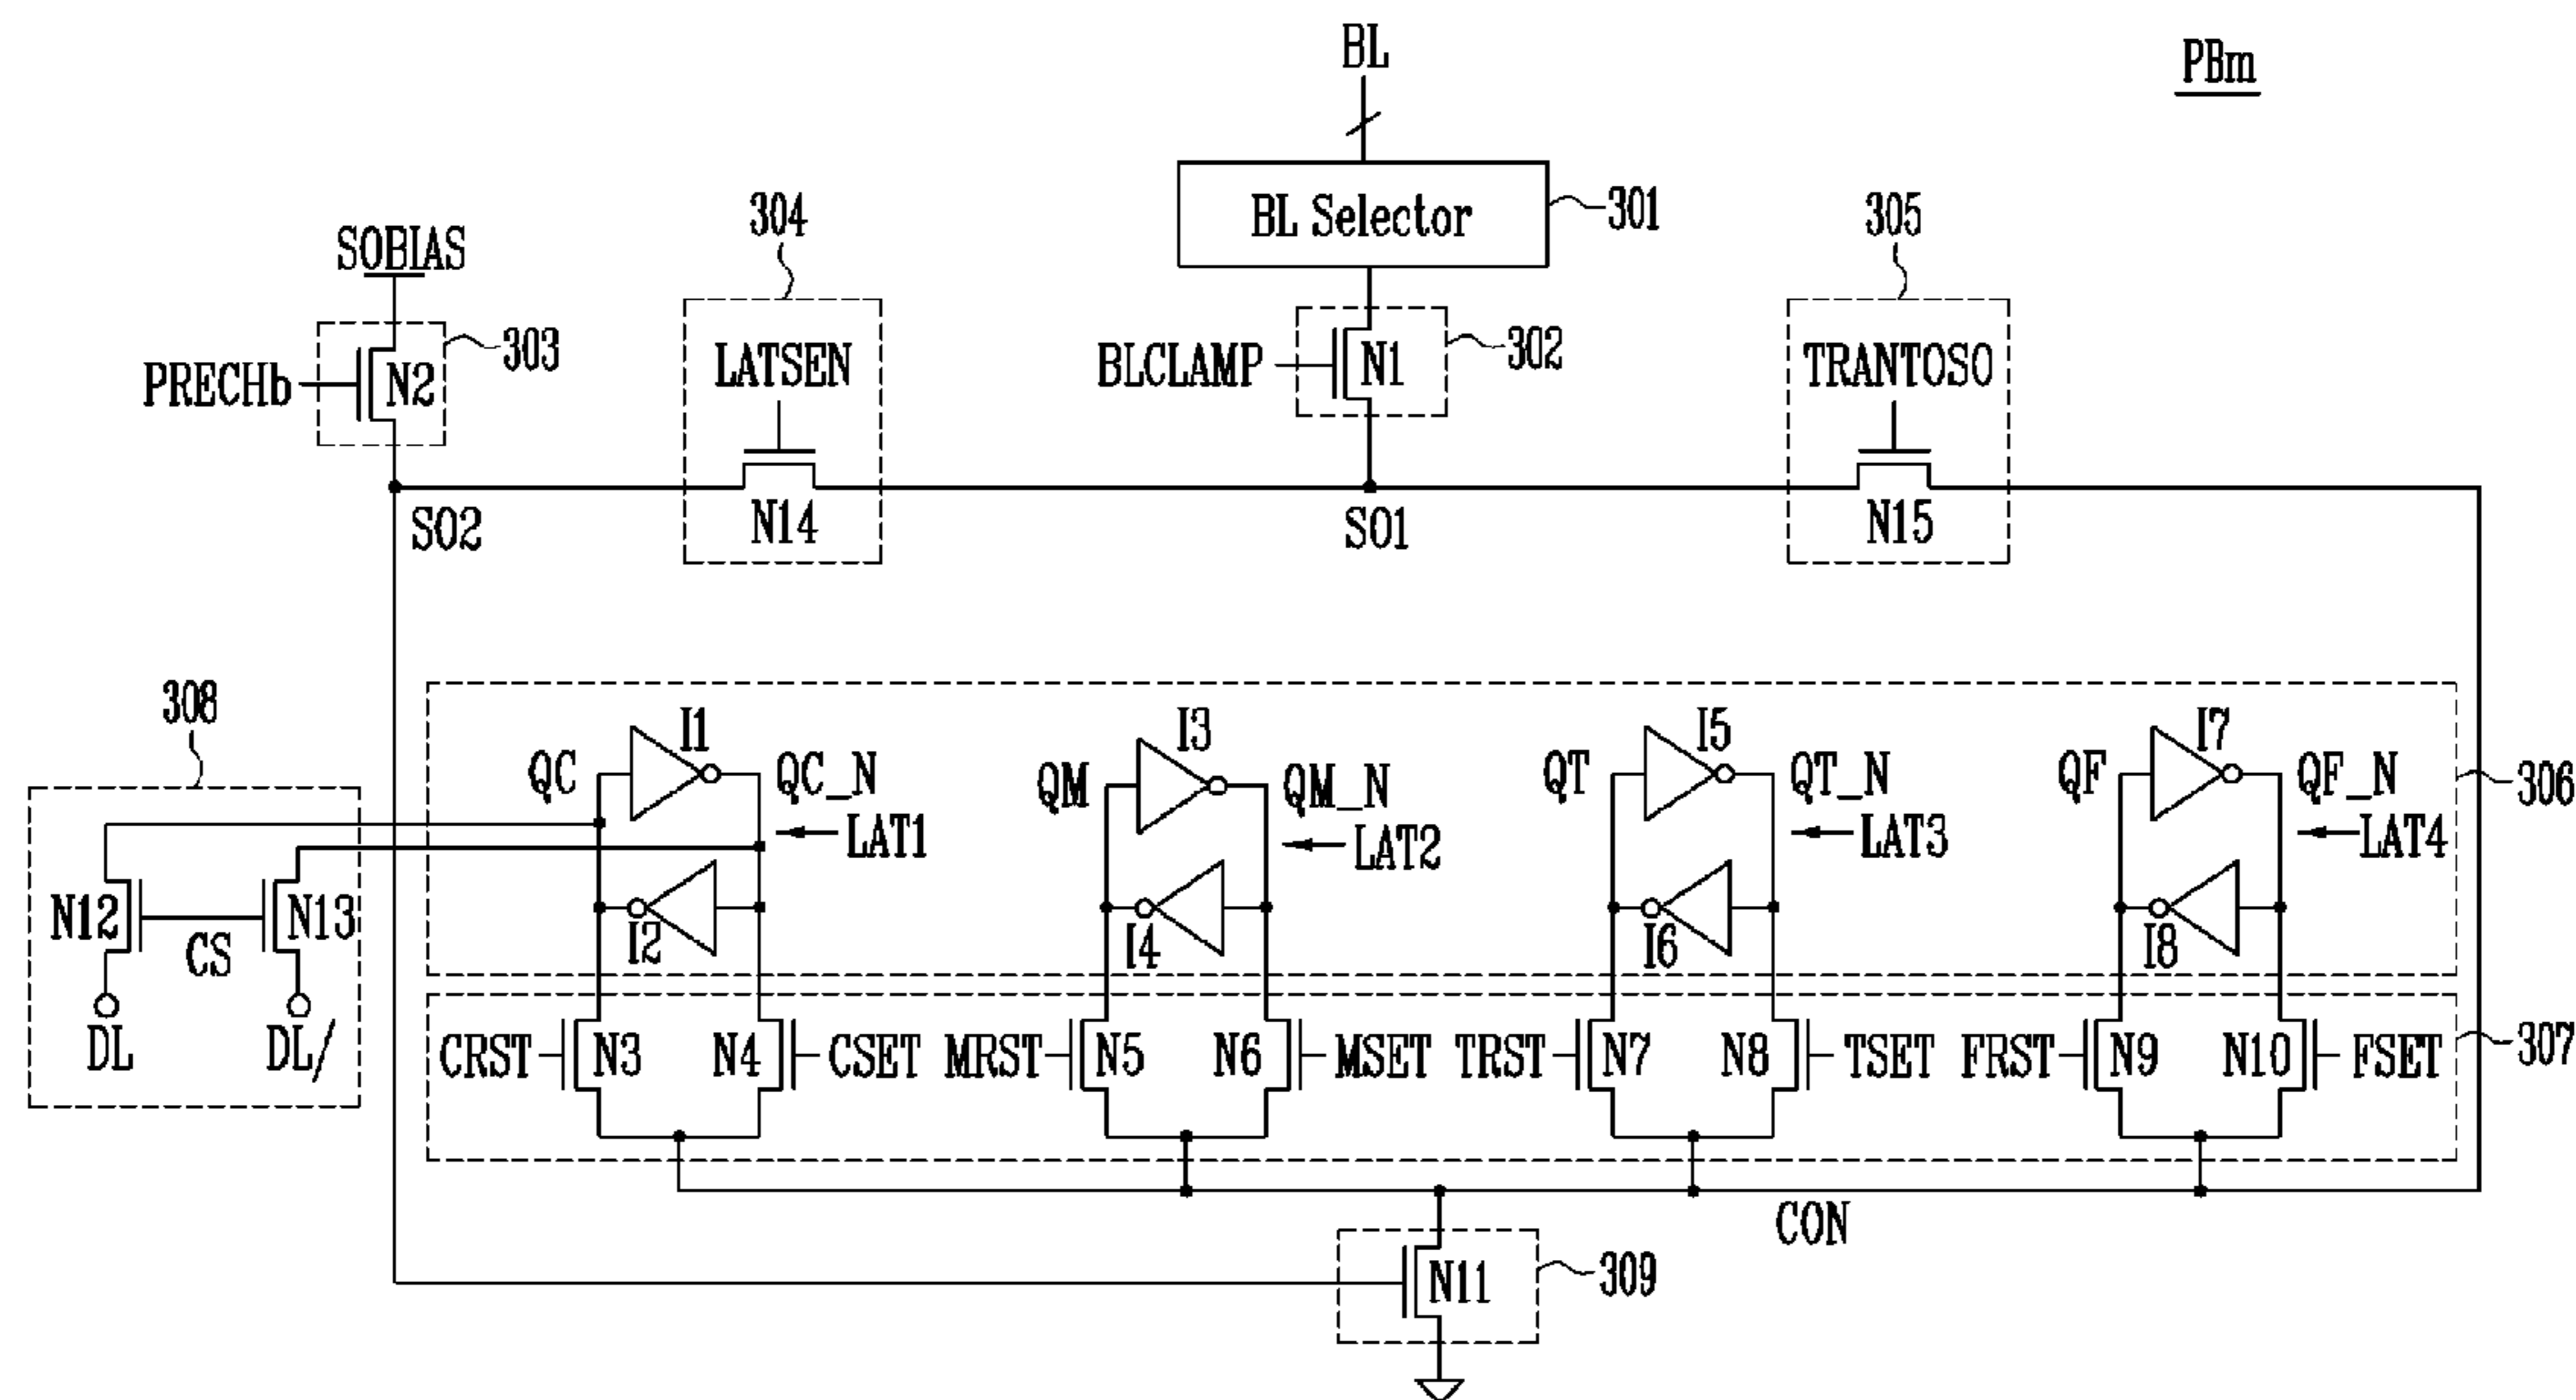 BL
PBm
BL Selector
301
304
305
SOBIAS
303
302
PRECHb
N2
LATSEN
BLCLAMP
N1
TRANTOSO
SO2
N14
SO1
N15
308
QC
I1
QC_N
LAT1
QM
I3
QM_N
LAT2
QT
I5
QT_N
LAT3
QF
I7
QF_N
LAT4
306
N12
CS
N13
I2
I4
I6
I8
DL
DL/
CRST
N3
N4
CSET
MRST
N5
N6
MSET
TRST
N7
N8
TSET
FRST
N9
N10
FSET
307
CON
N11
309